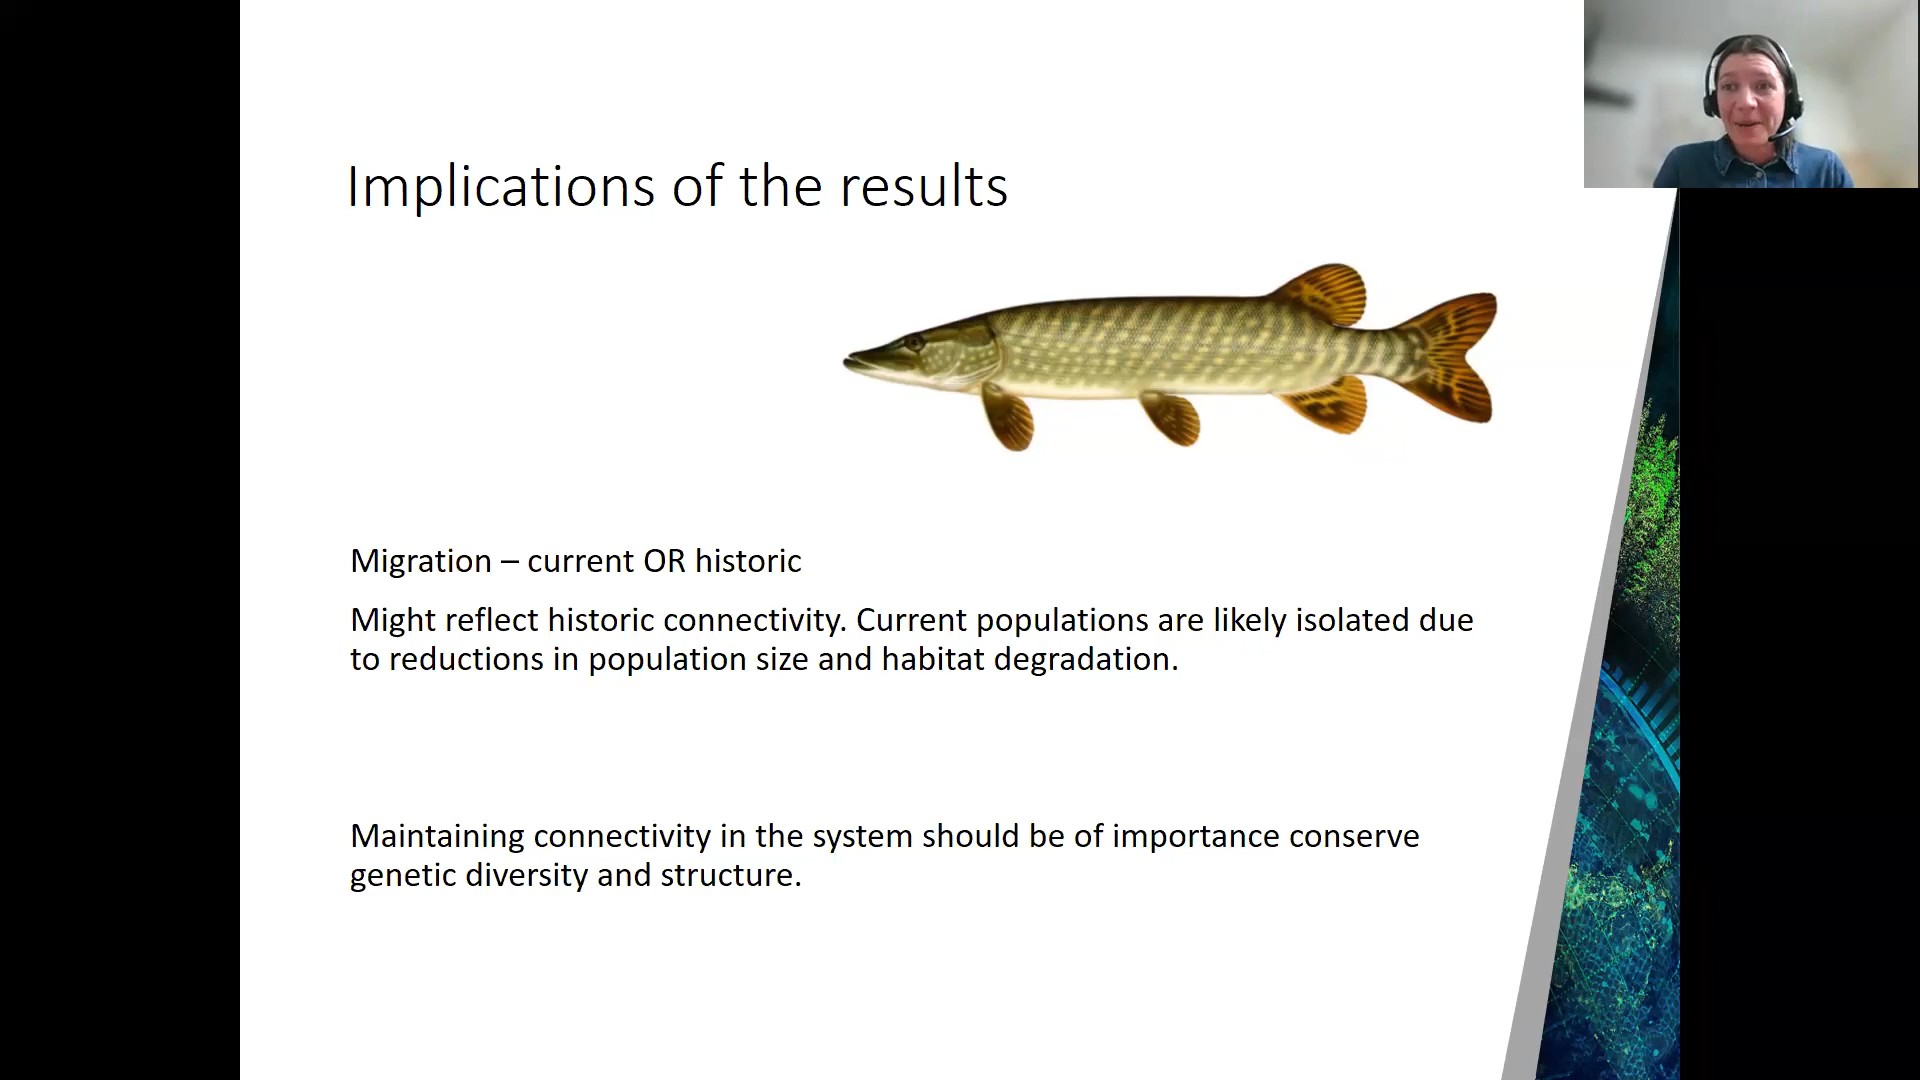 Implications of the results
Migration – current OR historic
Might reflect historic connectivity. Current populations are likely isolated due
to reductions in population size and habitat degradation.
Maintaining connectivity in the system should be of importance conserve
genetic diversity and structure.